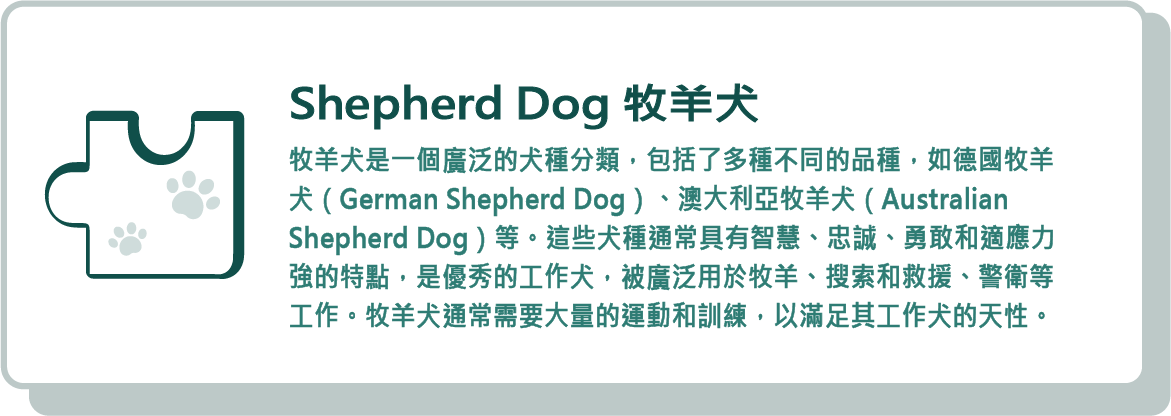 Shepherd Dog 牧羊犬
牧羊犬是一個廣泛的犬種分類，包括了多種不同的品種，如德國牧羊
犬（German Shepherd Dog）、澳大利亞牧羊犬（Australian
Shepherd Dog）等。這些犬種通常具有智慧、忠誠、勇敢和適應力
強的特點，是優秀的工作犬，被廣泛用於牧羊、搜索和救援、警衛等
工作。牧羊犬通常需要大量的運動和訓練，以滿足其工作犬的天性。